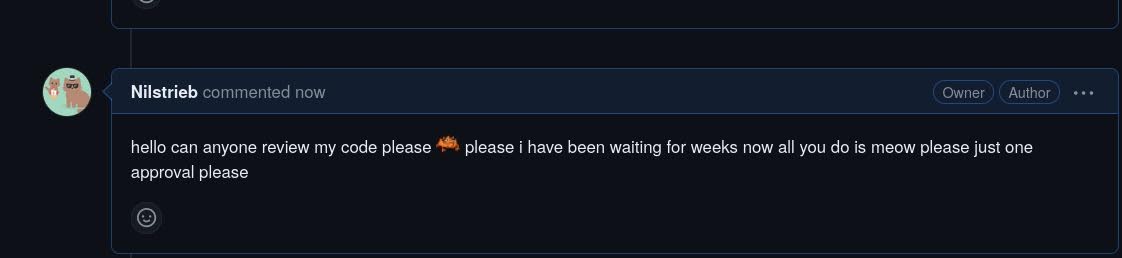 Nilstrieb commented now
Owner
Author
hello can anyone review my code please please i have been waiting for weeks now all you do is meow please just one
approval please